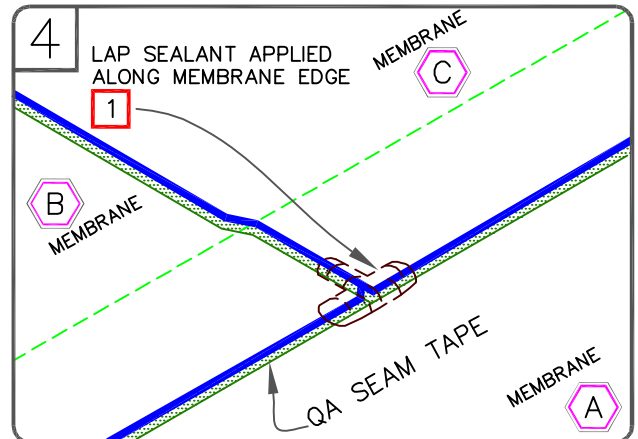 4
LAP SEALANT APPLIED
ALONG MEMBRANE EDGE
1
MEMBRANE
C
B
MEMBRANE
QA SEAM TAPE
MEMBRANE
A